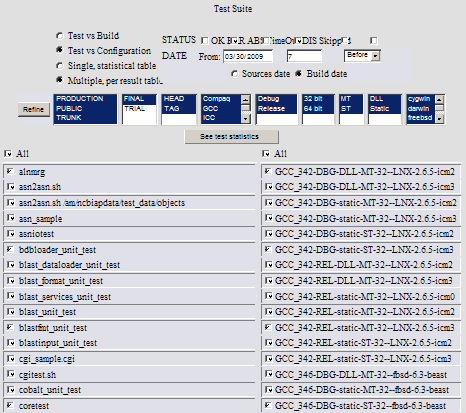 Test Suite
Test vs Build
Test vs Configuration
Single, statistical table
Multiple, per result table
STATUS OK DIS Skipp
DATE From: 03/30/2009 7 Before
Sources date Build date
Refine
PRODUCTION
PUBLIC
TRUNK
FINAL
TRIAL
HEAD
TAG
Compaq
GCC
ICC
Debug
Release
32 bit
64 bit
MT
ST
DLL
Static
cygwin
darwin
freebsd
See test statistics
All All
alnmrg GCC_342-DBG-DLL-MT-32--LNX-2.6.5-icm2
asn2asn.sh GCC_342-DBG-DLL-MT-32--LNX-2.6.5-icm3
asn2asn.sh /am/ncbiapdata/test_data/objects GCC_342-DBG-static-MT-32--LNX-2.6.5-icm2
asn_sample GCC_342-DBG-static-MT-32--LNX-2.6.5-icm3
asniotest GCC_342-DBG-static-ST-32--LNX-2.6.5-icm2
bdbloader_unit_test GCC_342-DBG-static-ST-32--LNX-2.6.5-icm3
blast_dataloader_unit_test GCC_342-REL-DLL-MT-32--LNX-2.6.5-icm2
blast_format_unit_test GCC_342-REL-DLL-MT-32--LNX-2.6.5-icm3
blast_services_unit_test GCC_342-REL-static-MT-32--LNX-2.6.5-icm0
blast_unit_test GCC_342-REL-static-MT-32--LNX-2.6.5-icm2
blastfmt_unit_test GCC_342-REL-static-MT-32--LNX-2.6.5-icm3
blastinput_unit_test GCC_342-REL-static-ST-32--LNX-2.6.5-icm2
cgi_sample.cgi GCC_342-REL-static-ST-32--LNX-2.6.5-icm3
cgitest.sh GCC_346-DBG-DLL-MT-32--fbsd-6.3-beast
cobalt_unit_test GCC_346-DBG-static-MT-32--fbsd-6.3-beast
coretest GCC_346-DBG-static-ST-32--fbsd-6.3-beast